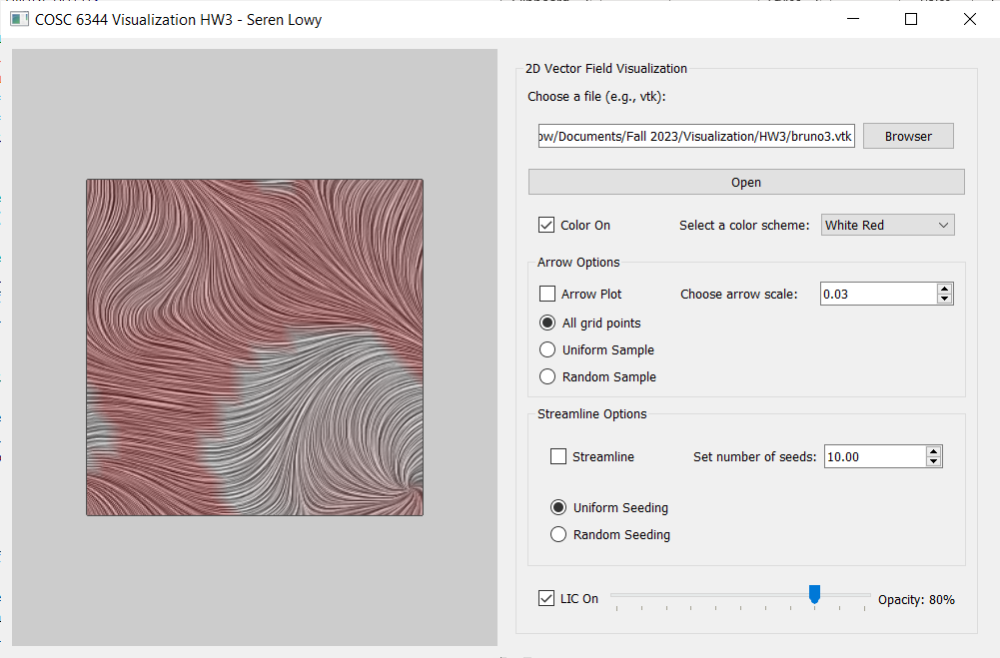 COSC 6344 Visualization HW3 - Seren Lowy
2D Vector Field Visualization
Choose a file (e.g., vtk):
ow/Documents/Fall 2023/Visualization/HW3/bruno3.vtk
Browser
Open
Color On
Select a color scheme:
White Red
Arrow Options
Arrow Plot
Choose arrow scale:
0.03
All grid points
Uniform Sample
Random Sample
Streamline Options
Streamline
Set number of seeds:
10.00
Uniform Seeding
Random Seeding
LIC On
Opacity: 80%